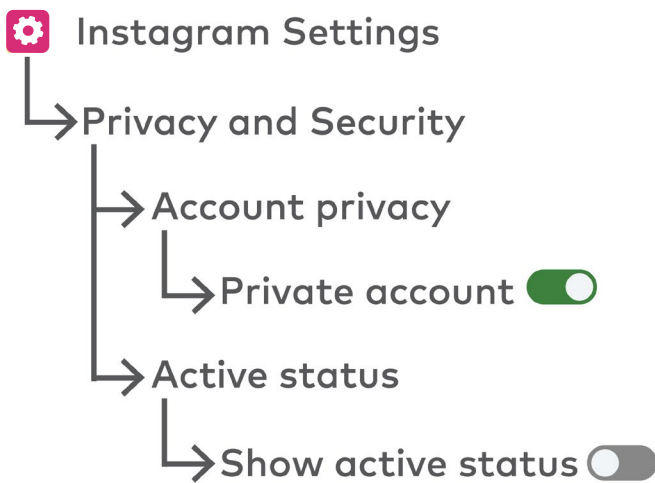 Instagram Settings
Privacy and Security
Account privacy
Private account
Active status
Show active status